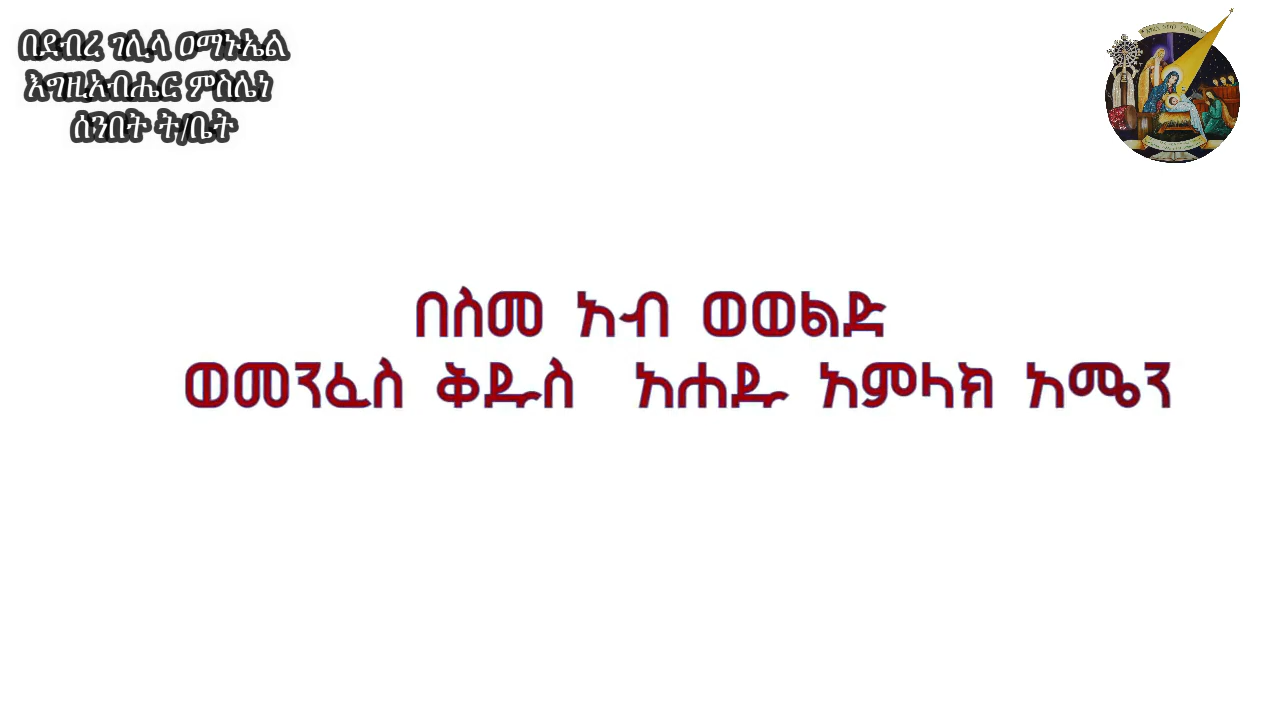 በደብረ ገሊላ ዐማኑኤል
እግዚአብሔር ምስሌነ
ሰንበት ት/ቤት
በስመ አብ ወወልድ
ወመንፈስ ቅዱስ አሐዱ አምላክ አሜን